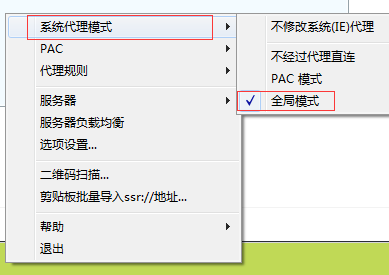 系统代理模式
PAC
代理规则
服务器
服务器负载均衡
选项设置...
二维码扫描...
剪贴板批量导入ssr://地址...
帮助
退出
不修改系统(IE)代理
不经过代理直连
PAC 模式
全局模式